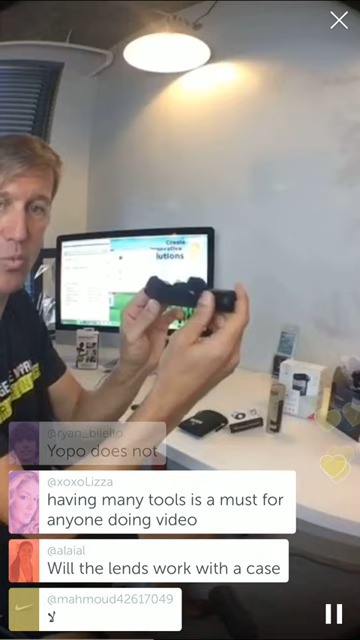 Create
lutions
@ryan_bilello
Yopo does not
@xoxoLizza
having many tools is a must for
anyone doing video
@alaial
Will the lends work with a case
@mahmoud42617049
لا